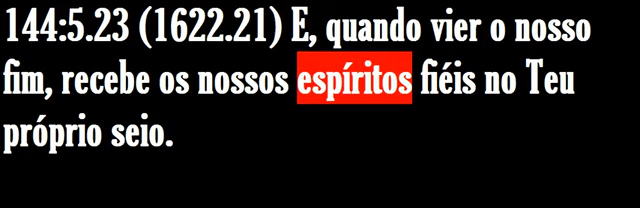 144:5.23 (1622.21) E, quando vier o nosso
fim, recebe os nossos espíritos fiéis no Teu
próprio seio.